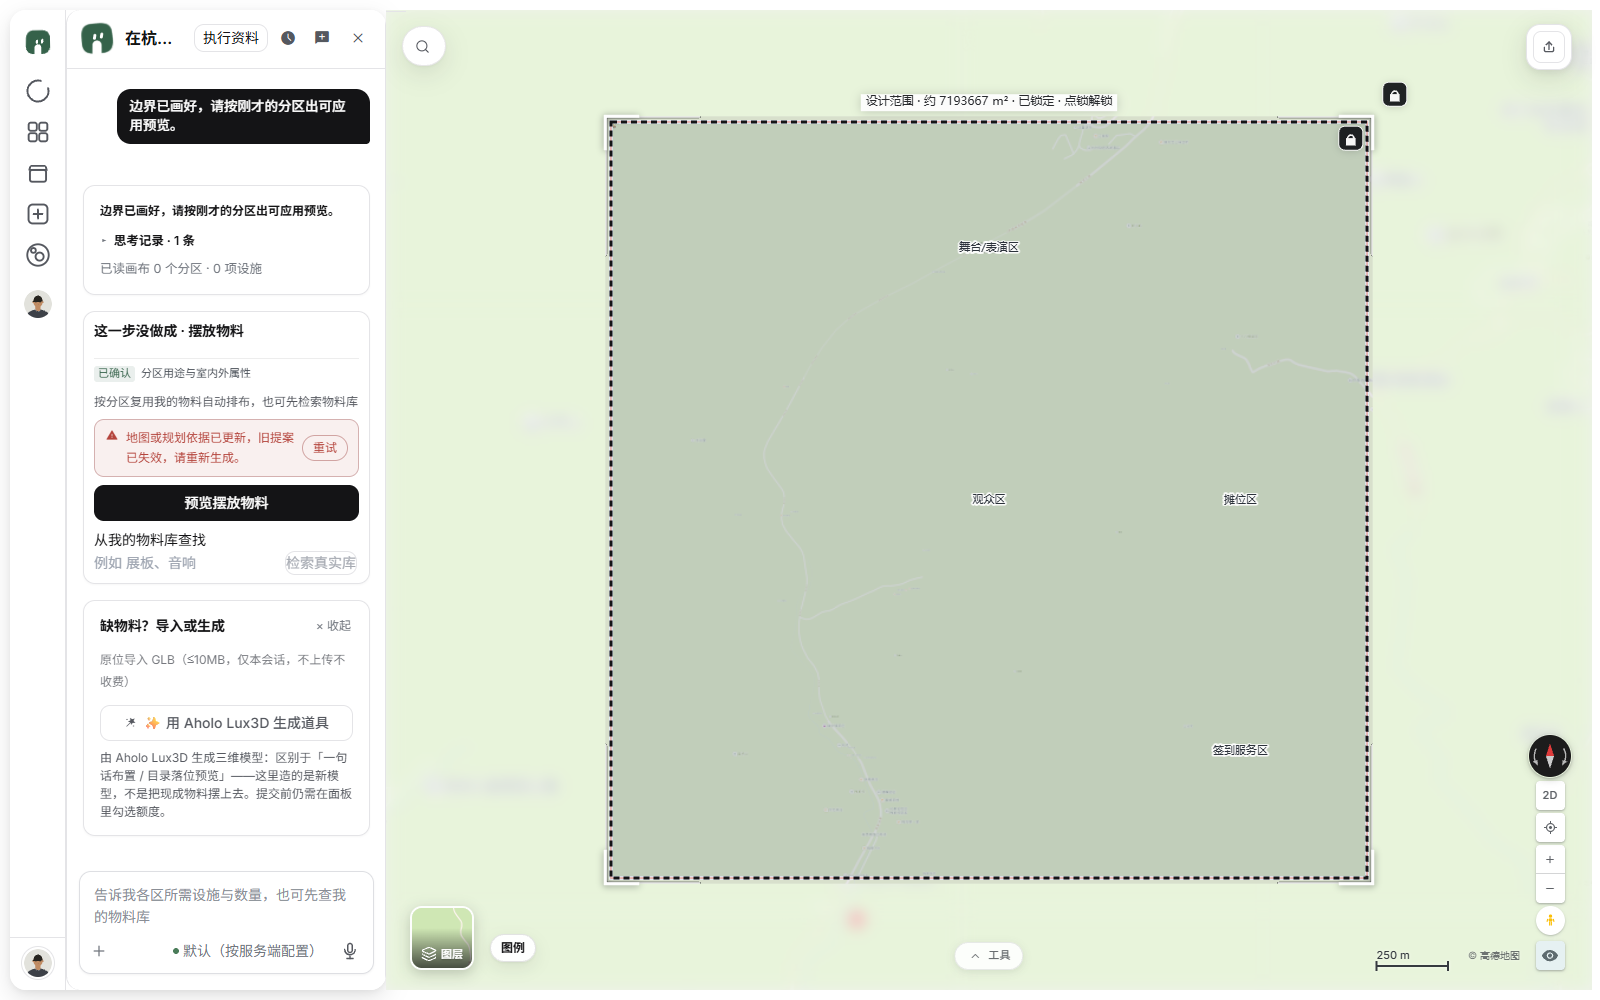 在杭...
执行资料
边界已画好，请按刚才的分区出可应
用预览。
边界已画好，请按刚才的分区出可应用预览。
思考记录 · 1 条
已读画布 0 个分区 · 0 项设施
这一步没做成 · 摆放物料
已确认 分区用途与室内外属性
按分区复用我的物料自动排布，也可先检索物料库
地图或规划依据已更新，旧提案
已失效，请重新生成。
重试
预览摆放物料
从我的物料库查找
例如 展板、音响
检索真实库
缺物料？导入或生成
× 收起
原位导入 GLB（≤10MB，仅本会话，不上传不
收费）
✨ 用 Aholo Lux3D 生成道具
由 Aholo Lux3D 生成三维模型：区别于「一句
话布置 / 目录落位预览」——这里造的是新模
型，不是把现成物料摆上去。提交前仍需在面板
里勾选额度。
告诉我各区所需设施与数量，也可先查我
的物料库
默认（按服务端配置）
设计范围 · 约 7193667 m² · 已锁定 · 点锁解锁
舞台/表演区
观众区
摊位区
签到服务区
图层
图例
工具
2D
250 m
© 高德地图